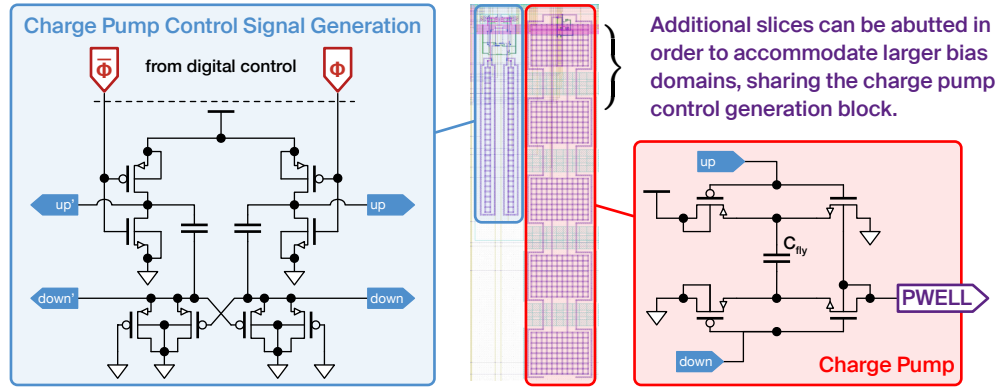 Charge Pump Control Signal Generation
Φ̅
from digital control
Φ
up'
up
down'
down
Additional slices can be abutted in
order to accommodate larger bias
domains, sharing the charge pump
control generation block.
up
Cfly
PWELL
down
Charge Pump